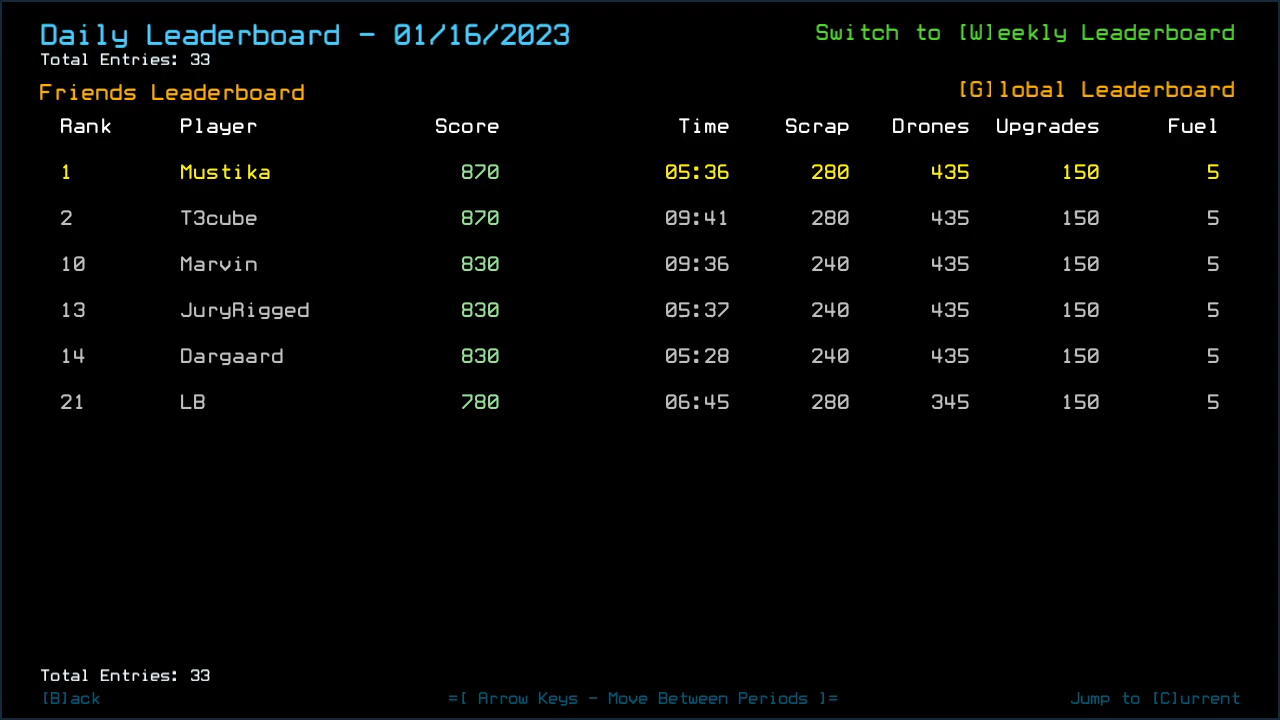 Daily Leaderboard - 01/16/2023 Switch to [W]eekly Leaderboard
Total Entries: 33
Friends Leaderboard [G]lobal Leaderboard
Rank Player Score Time Scrap Drones Upgrades Fuel
1 Mustika 870 05:36 280 435 150 5
2 T3cube 870 09:41 280 435 150 5
10 Marvin 830 09:36 240 435 150 5
13 JuryRigged 830 05:37 240 435 150 5
14 Dargaard 830 05:28 240 435 150 5
21 LB 780 06:45 280 345 150 5
Total Entries: 33
[B]ack =[ Arrow Keys - Move Between Periods ]= Jump to [C]urrent